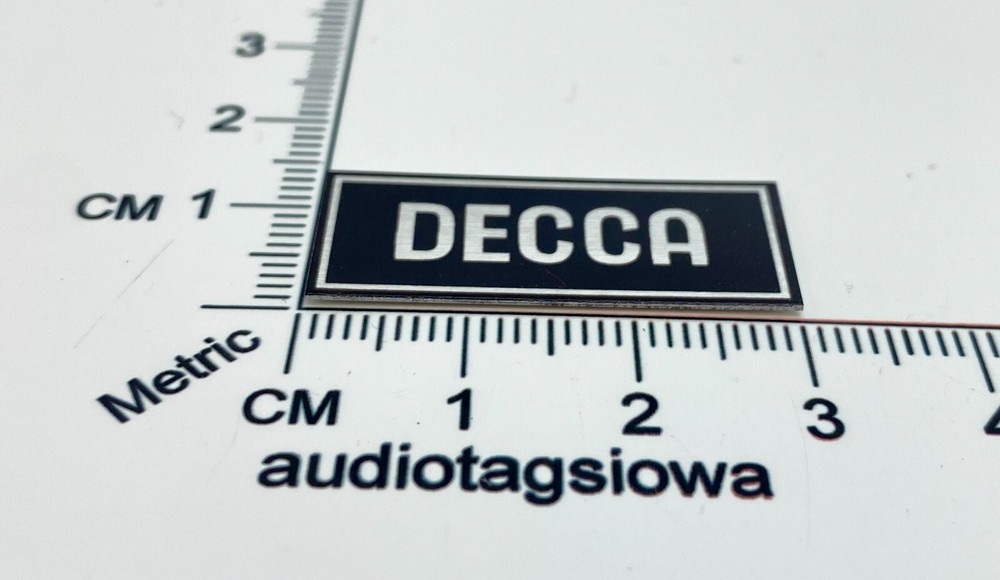 3
2
CM 1
DECCA
Metric
CM 1 2 3
audiotagsiowa